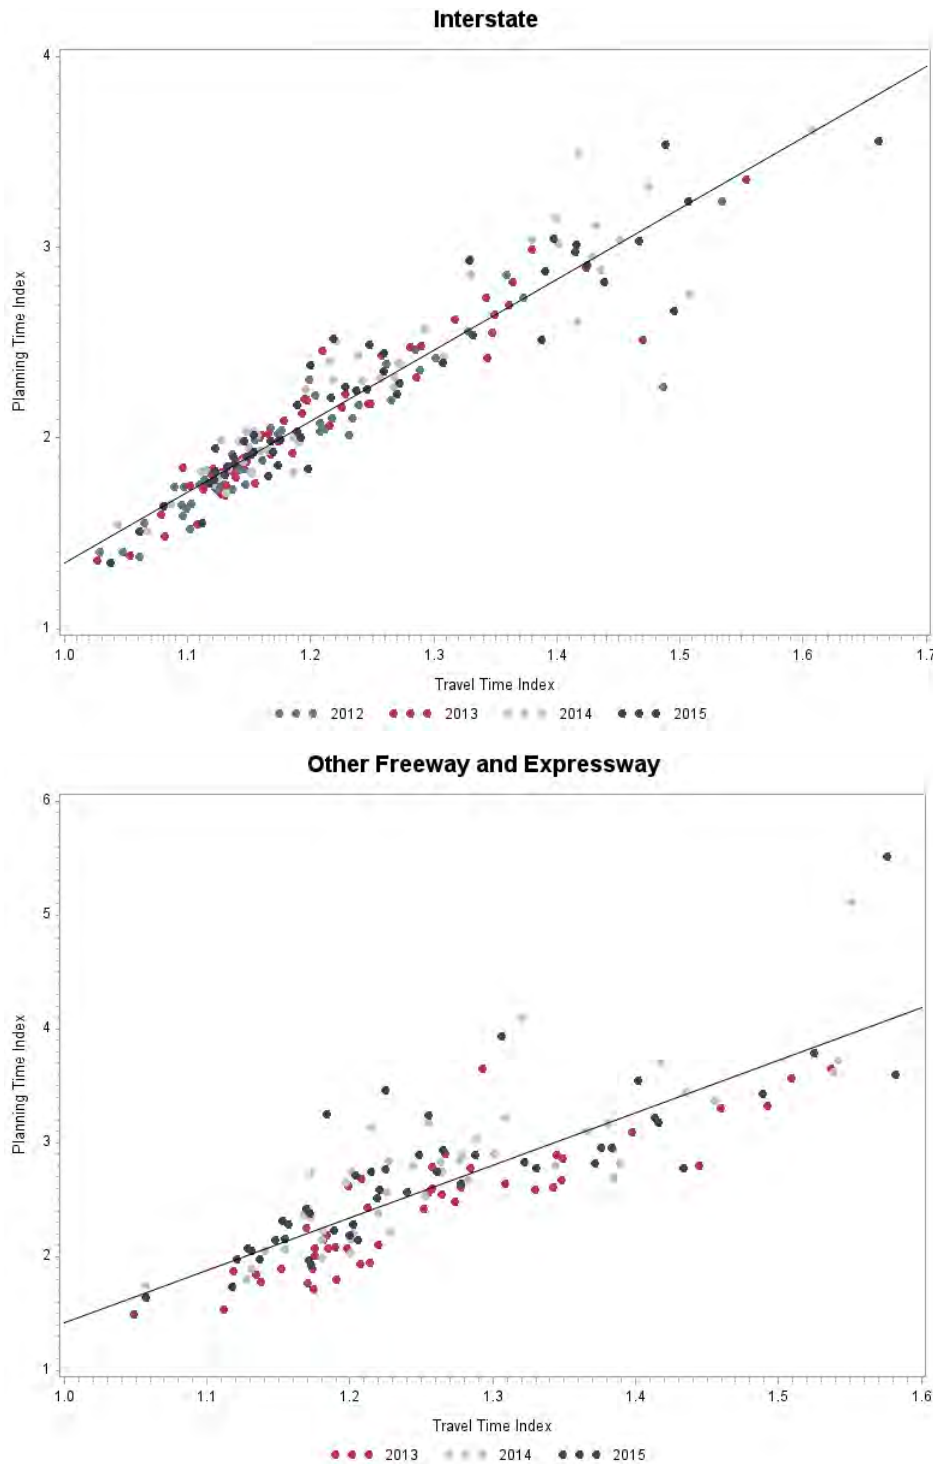 Interstate
4
3
2
1
Planning Time Index
1.0 1.1 1.2 1.3 1.4 1.5 1.6 1.7
Travel Time Index
2012 2013 2014 2015
Other Freeway and Expressway
6
5
4
3
2
1
Planning Time Index
1.0 1.1 1.2 1.3 1.4 1.5 1.6
Travel Time Index
2013 2014 2015